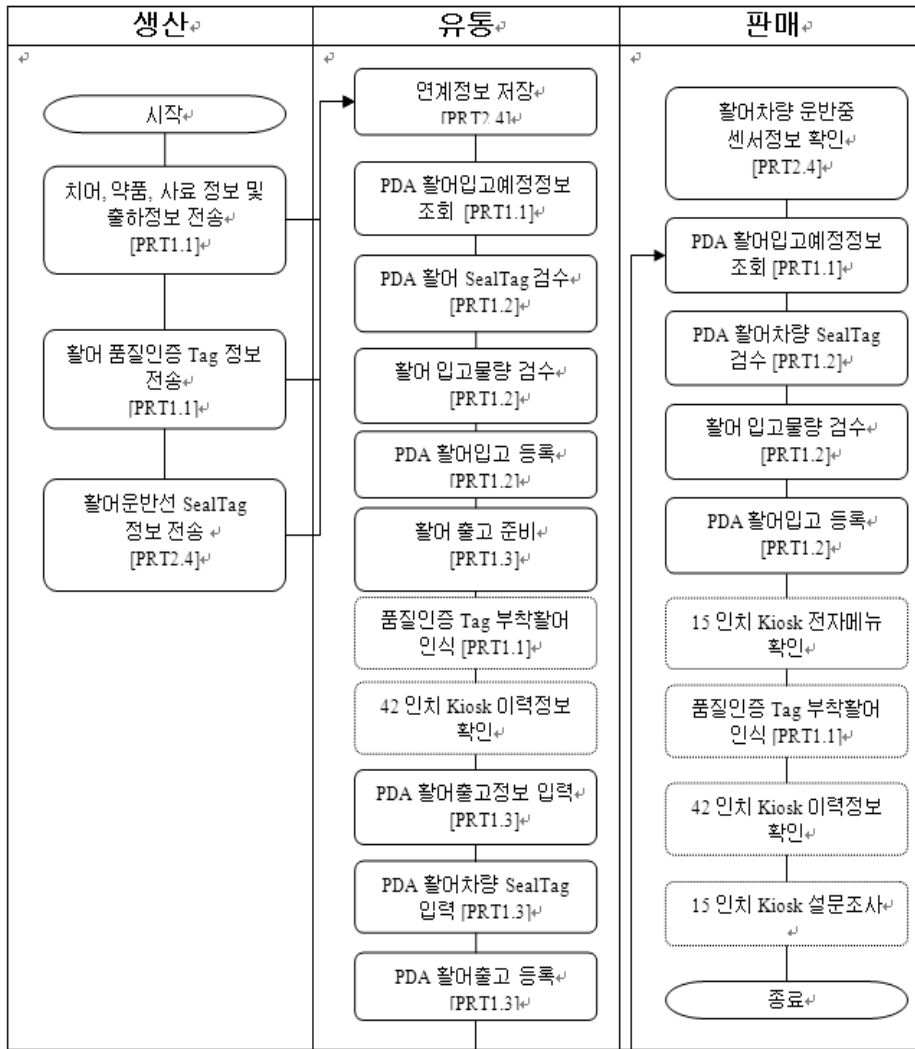 생산
시작
치어, 약품, 사료 정보 및
출하정보 전송
[PRT1.1]
활어 품질인증 Tag 정보
전송
[PRT1.1]
활어운반선 SealTag
정보 전송
[PRT2.4]
유통
연계정보 저장
[PRT2.4]
PDA 활어입고예정정보
조회 [PRT1.1]
PDA 활어 SealTag 검수
[PRT1.2]
활어 입고물량 검수
[PRT1.2]
PDA 활어입고 등록
[PRT1.2]
활어 출고 준비
[PRT1.3]
품질인증 Tag 부착활어
인식 [PRT1.1]
42 인치 Kiosk 이력정보
확인
PDA 활어출고정보 입력
[PRT1.3]
PDA 활어차량 SealTag
입력 [PRT1.3]
PDA 활어출고 등록
[PRT1.3]
판매
활어차량 운반중
센서정보 확인
[PRT2.4]
PDA 활어입고예정정보
조회 [PRT1.1]
PDA 활어차량 SealTag
검수 [PRT1.2]
활어 입고물량 검수
[PRT1.2]
PDA 활어입고 등록
[PRT1.2]
15 인치 Kiosk 전자메뉴
확인
품질인증 Tag 부착활어
인식 [PRT1.1]
42 인치 Kiosk 이력정보
확인
15 인치 Kiosk 설문조사
종료